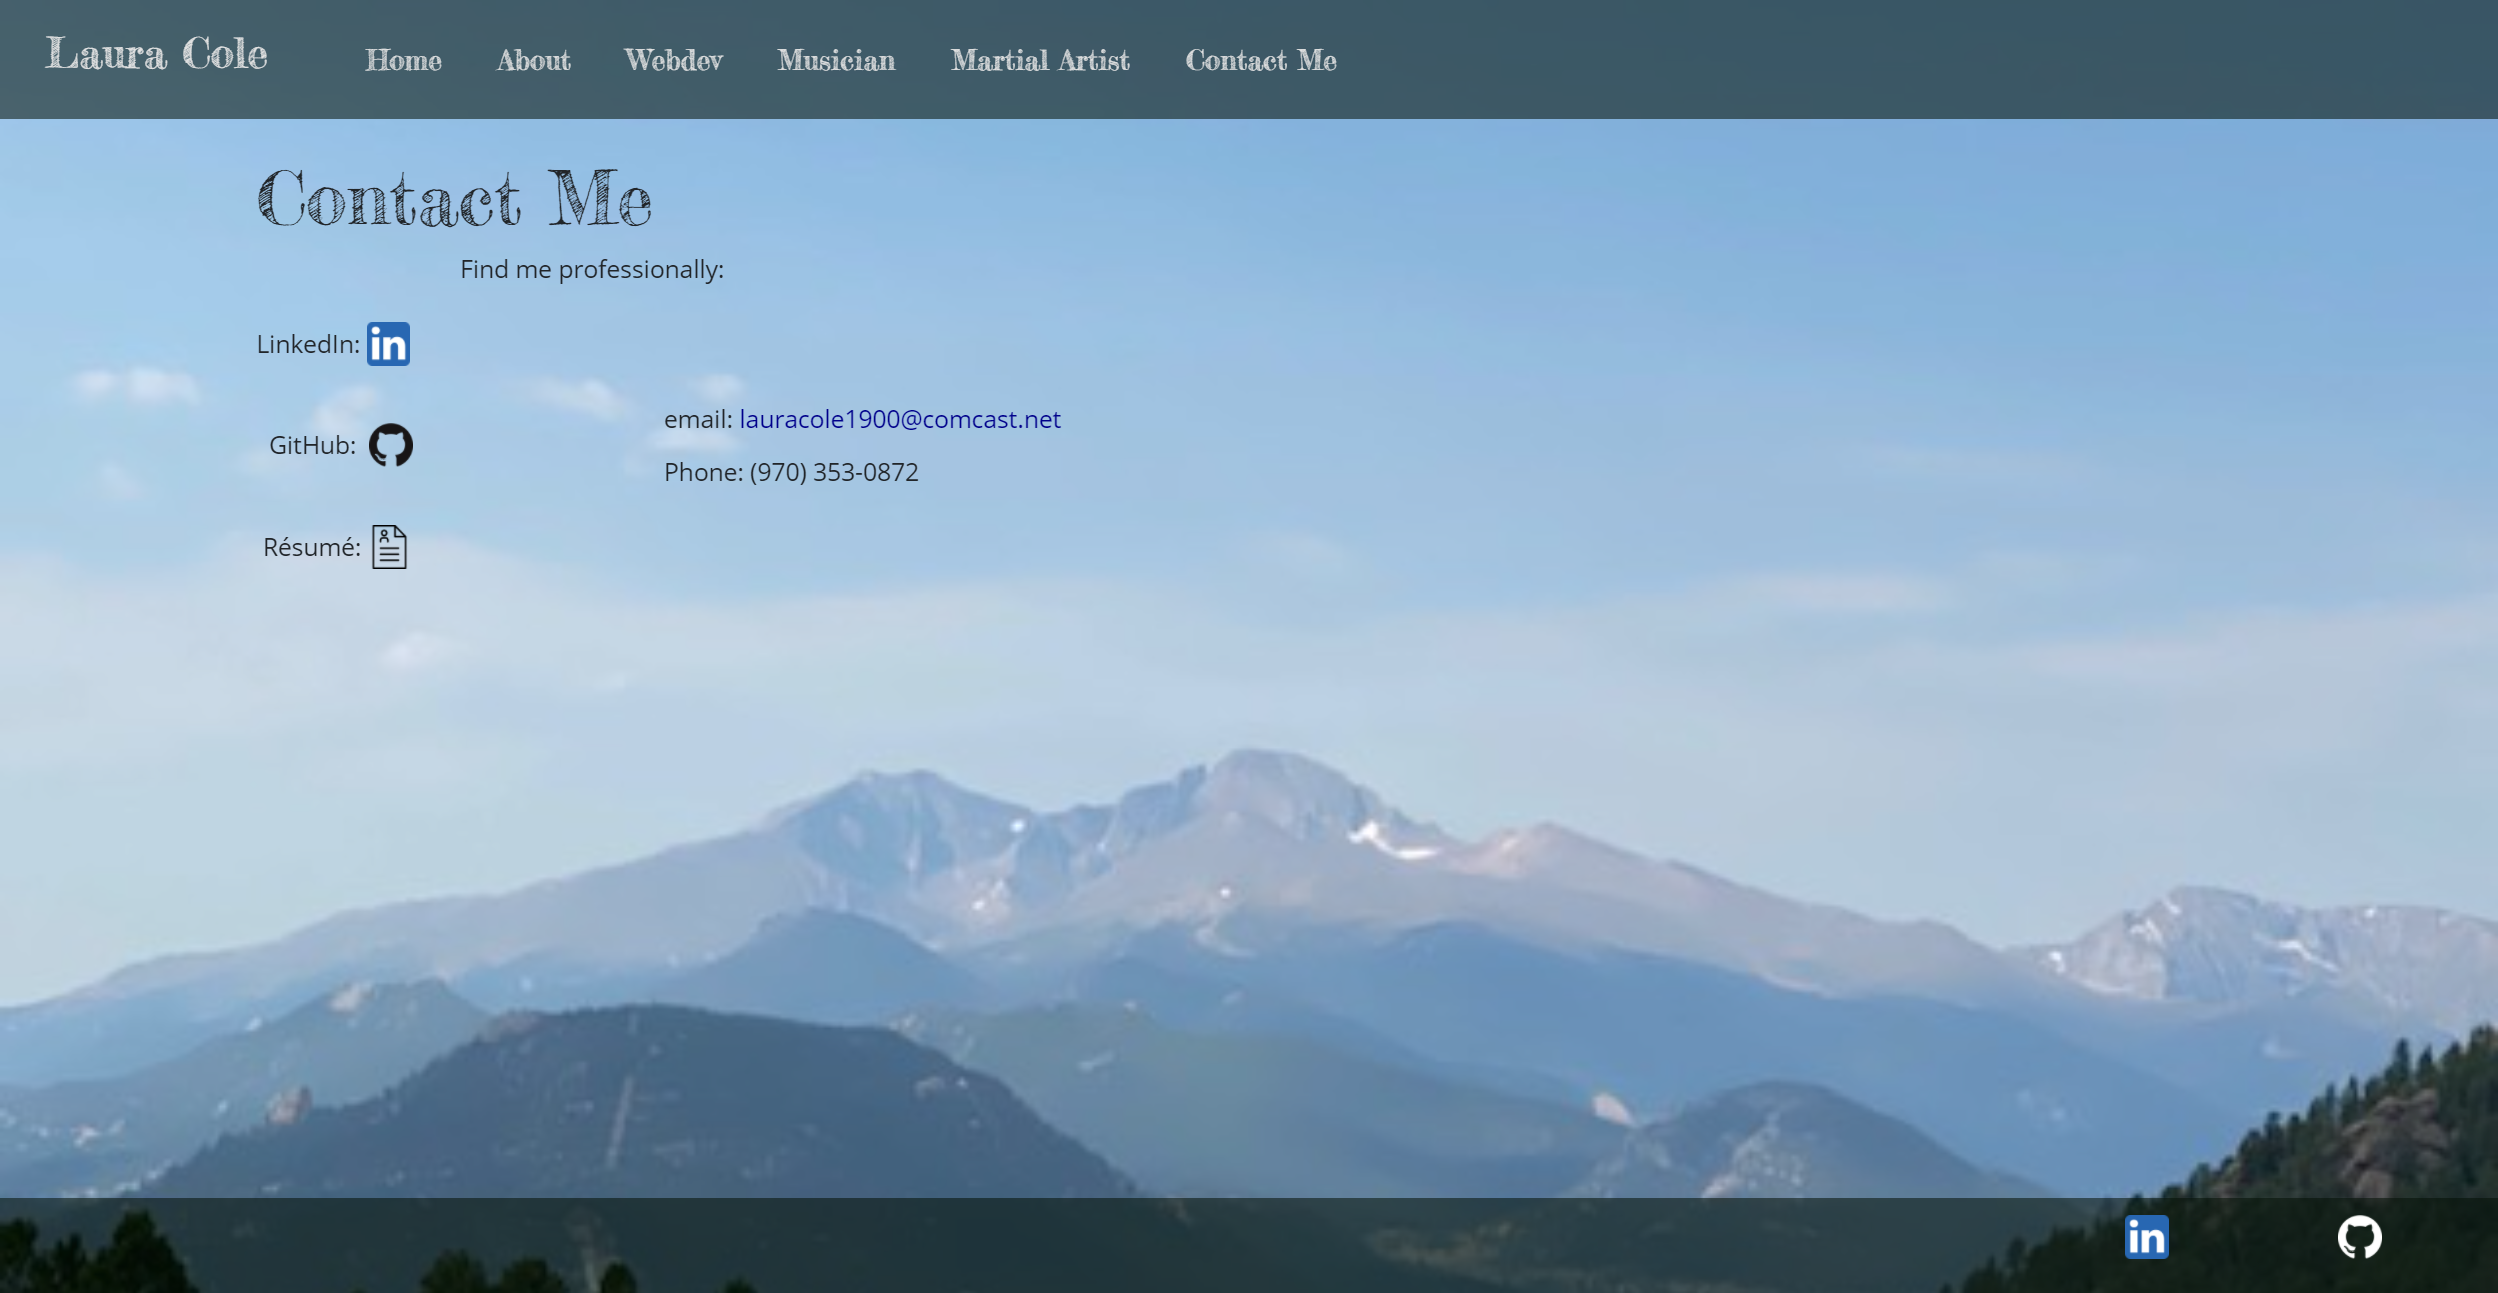 Laura Cole
Home About Webdev Musician Martial Artist Contact Me
Contact Me
Find me professionally:
LinkedIn: in
GitHub:
Résumé:
email: lauracole1900@comcast.net
Phone: (970) 353-0872
in